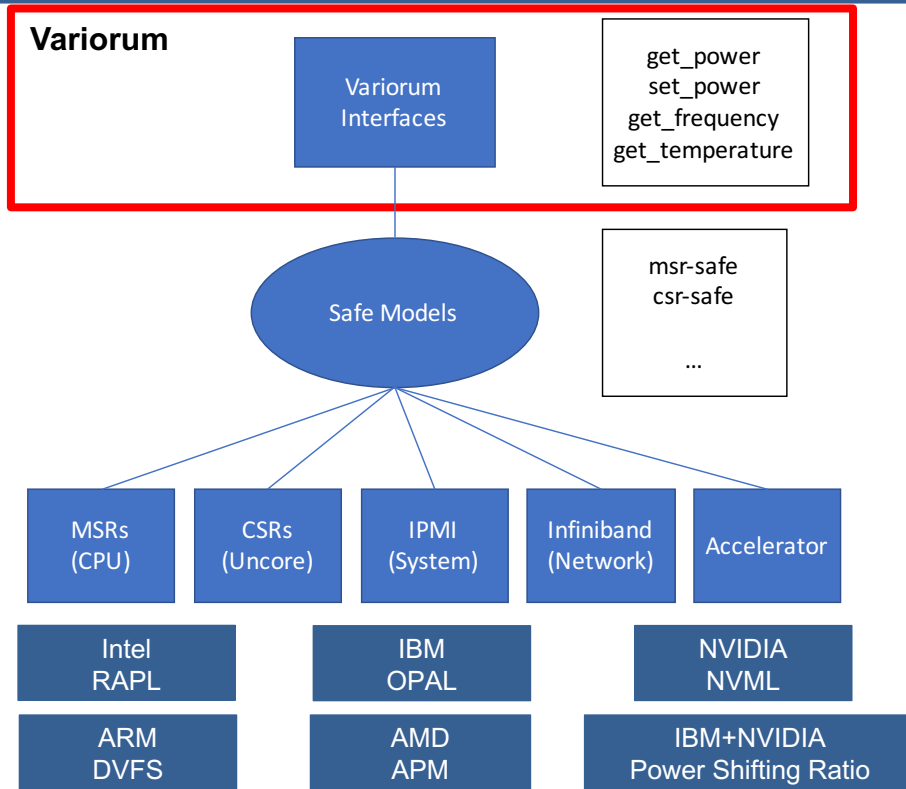 Variorum
Variorum
Interfaces
get_power
set_power
get_frequency
get_temperature
Safe Models
msr-safe
csr-safe
...
MSRs
(CPU)
CSRs
(Uncore)
IPMI
(System)
Infiniband
(Network)
Accelerator
Intel
RAPL
IBM
OPAL
NVIDIA
NVML
ARM
DVFS
AMD
APM
IBM+NVIDIA
Power Shifting Ratio